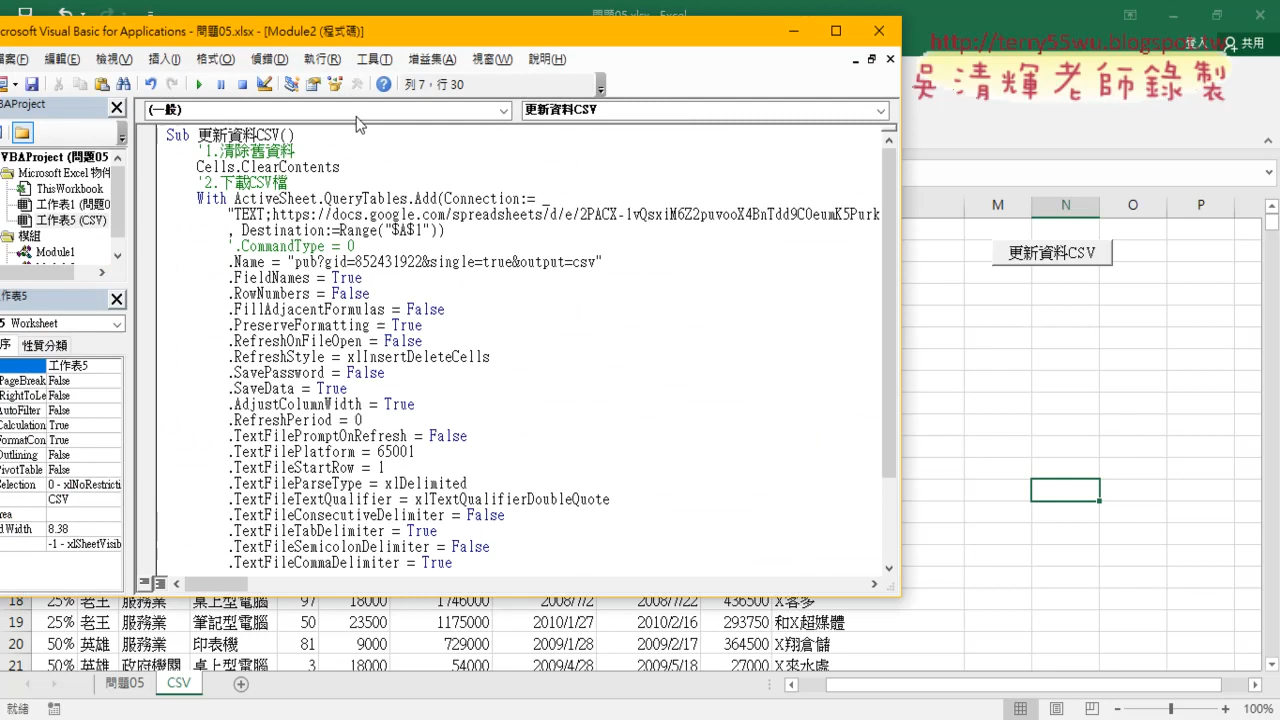 問題05.xlsx - Excel
crosoft Visual Basic for Applications - 問題05.xlsx - [Module2 (程式碼)]
http://terry55wu.blogspot.tw
登入 共用
吳清輝老師錄製
檔案(F) 編輯(E) 檢視(V) 插入(I) 格式(O) 偵錯(D) 執行(R) 工具(T) 增益集(A) 視窗(W) 說明(H)
列 7，行 30
BAProject
(一般) 更新資料CSV
VBAProject (問題05
Microsoft Excel 物件
ThisWorkbook
工作表1 (問題0
工作表5 (CSV)
模組
Module1
Sub 更新資料CSV()
'1.清除舊資料
Cells.ClearContents
'2.下載CSV檔
With ActiveSheet.QueryTables.Add(Connection:= _
"TEXT;https://docs.google.com/spreadsheets/d/e/2PACX-1vQsxiM6Z2puvooX4BnTdd9C0eumK5Purk
, Destination:=Range("$A$1"))
'.CommandType = 0
.Name = "pub?gid=852431922&single=true&output=csv"
.FieldNames = True
.RowNumbers = False
.FillAdjacentFormulas = False
.PreserveFormatting = True
.RefreshOnFileOpen = False
.RefreshStyle = xlInsertDeleteCells
.SavePassword = False
.SaveData = True
.AdjustColumnWidth = True
.RefreshPeriod = 0
.TextFilePromptOnRefresh = False
.TextFilePlatform = 65001
.TextFileStartRow = 1
.TextFileParseType = xlDelimited
.TextFileTextQualifier = xlTextQualifierDoubleQuote
.TextFileConsecutiveDelimiter = False
.TextFileTabDelimiter = True
.TextFileSemicolonDelimiter = False
.TextFileCommaDelimiter = True
工作表5
5 Worksheet
序 性質分類
工作表5
PageBreak False
RightToLe False
AutoFilter False
Calculation True
FormatCon True
Outlining False
PivotTable False
Selection 0 - xlNoRestricti
CSV
rea
dWidth 8.38
-1 - xlSheetVisib
M N O P
更新資料CSV
18 25% 老王 服務業 桌上型電腦 97 18000 1746000 2008/7/2 2008/7/22 436500 X客多
19 25% 老王 服務業 筆記型電腦 50 23500 1175000 2010/1/27 2010/2/16 293750 和X超媒體
20 50% 英雄 服務業 印表機 81 9000 729000 2009/1/28 2009/2/17 364500 X翔倉儲
21 50% 英雄 政府機關 桌上型電腦 3 18000 54000 2009/4/28 2009/5/18 27000 X來水處
問題05 CSV
就緒 100%